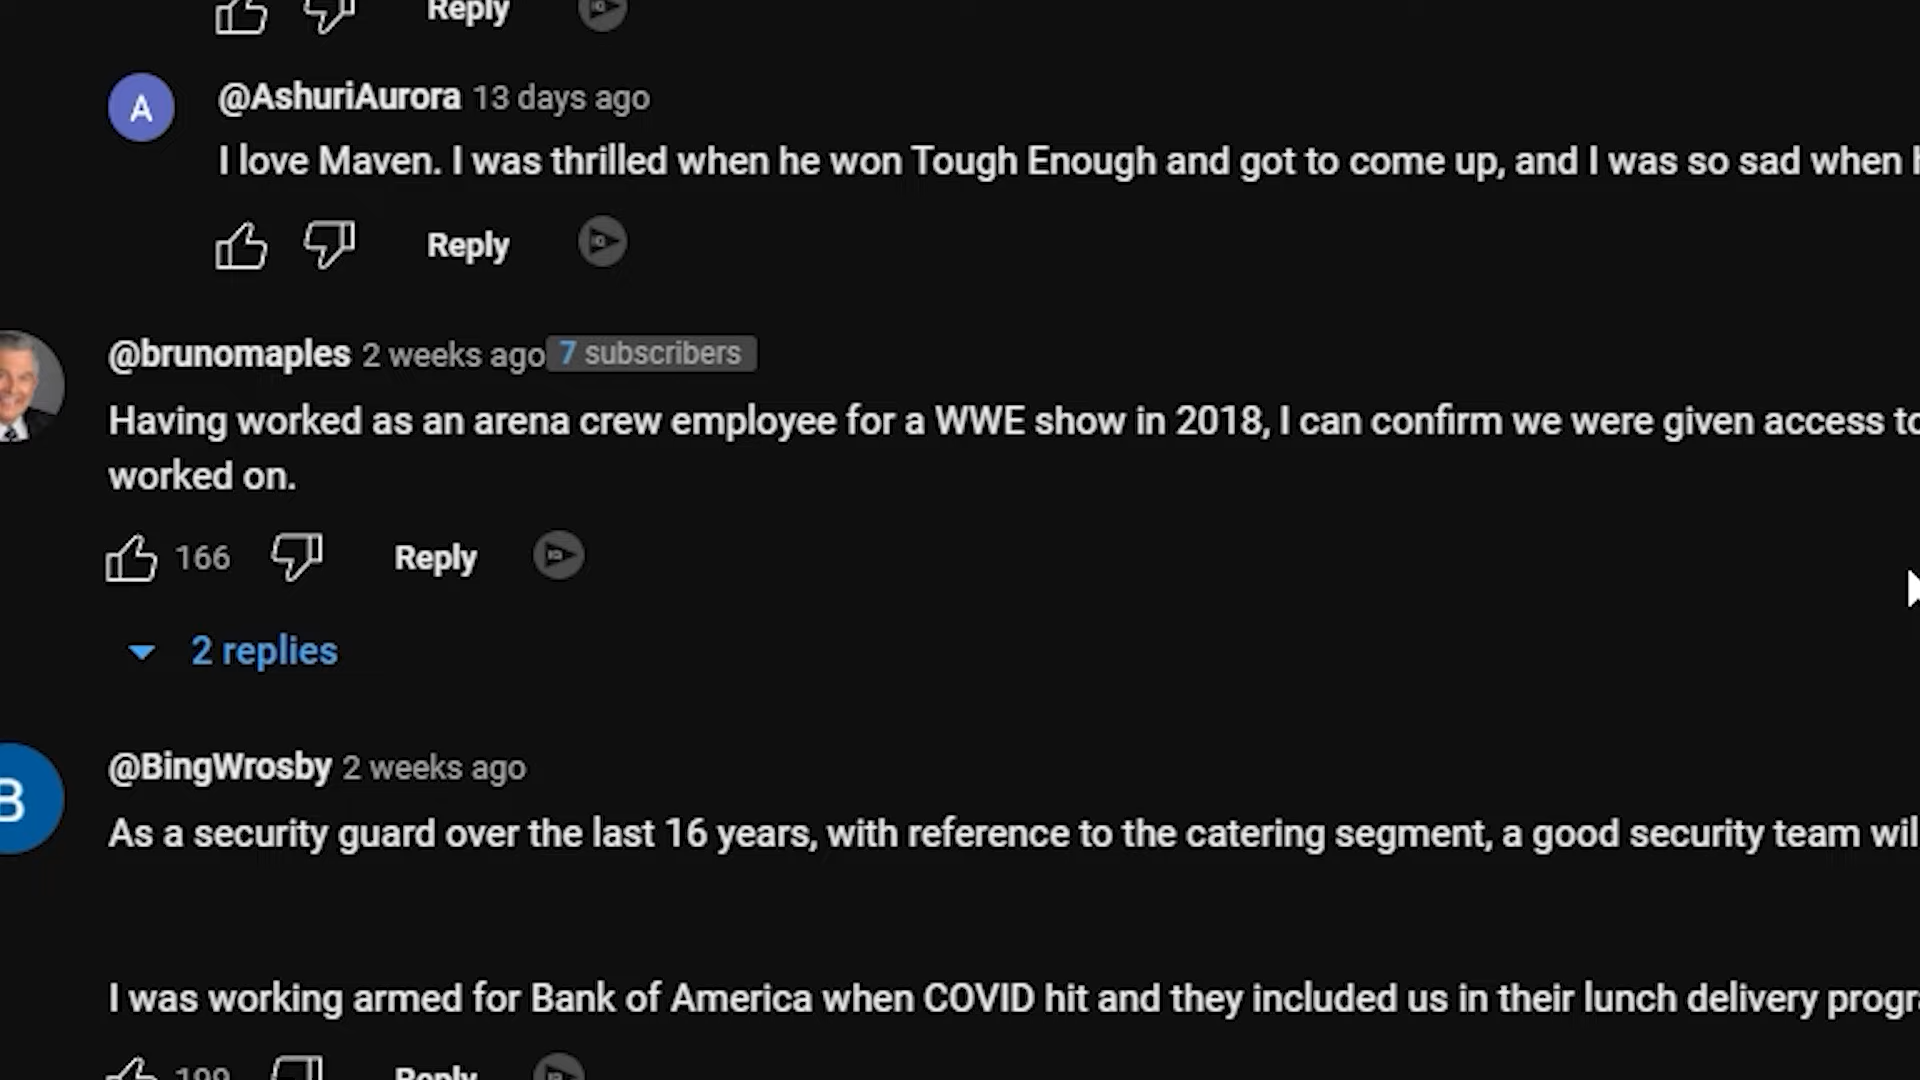 Reply
A
@AshuriAurora 13 days ago
I love Maven. I was thrilled when he won Tough Enough and got to come up, and I was so sad when
Reply
@brunomaples 2 weeks ago 7 subscribers
Having worked as an arena crew employee for a WWE show in 2018, I can confirm we were given access to
worked on.
166 Reply
2 replies
B
@BingWrosby 2 weeks ago
As a security guard over the last 16 years, with reference to the catering segment, a good security team wil
I was working armed for Bank of America when COVID hit and they included us in their lunch delivery progr
199 Reply